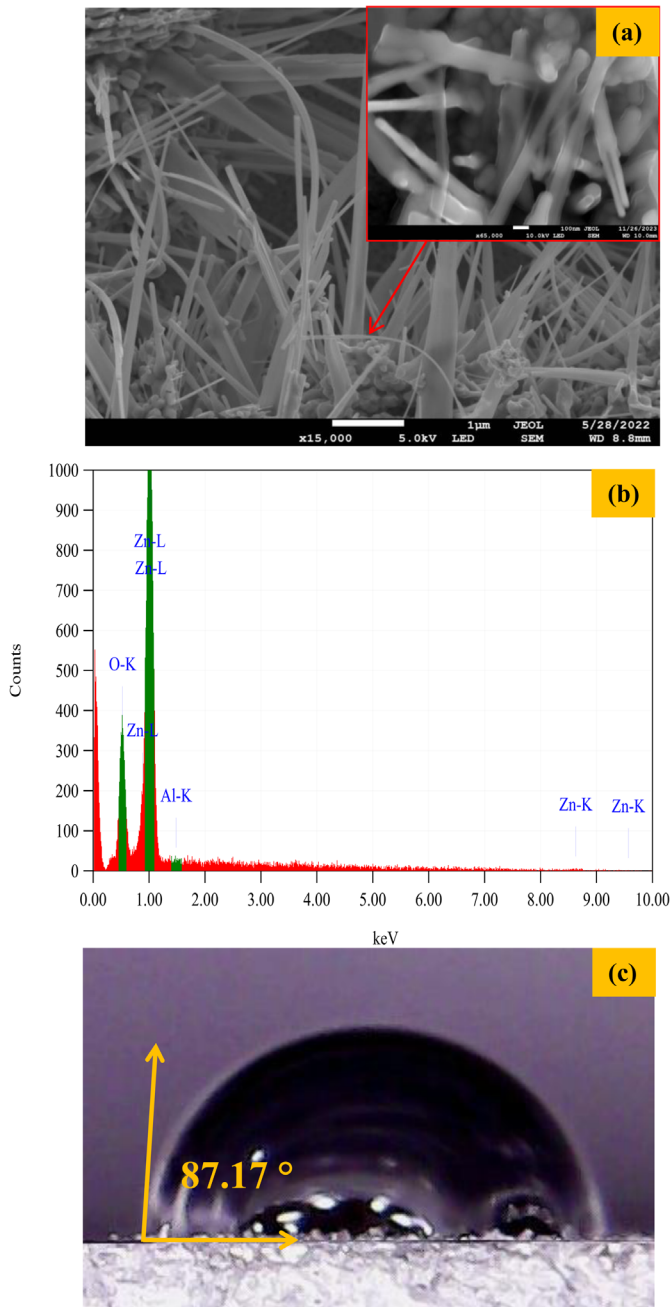 (a)
100nm JEOL 11/26/2023
x65,000 10.0kV LED SEM WD 10.0mm
1µm JEOL 5/28/2022
x15,000 5.0kV LED SEM WD 8.8mm
(b)
1000
900
800
700
600
500
400
300
200
100
0
Counts
Zn-L
Zn-L
O-K
Zn-L
Al-K
Zn-K
Zn-K
0.00 1.00 2.00 3.00 4.00 5.00 6.00 7.00 8.00 9.00 10.00
keV
(c)
87.17 °